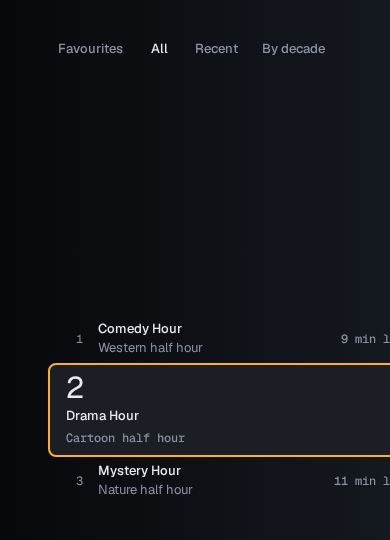 Favourites All Recent By decade
Comedy Hour
1 9 min
Western half hour
2
Drama Hour
Cartoon half hour
Mystery Hour
3 11 min
Nature half hour